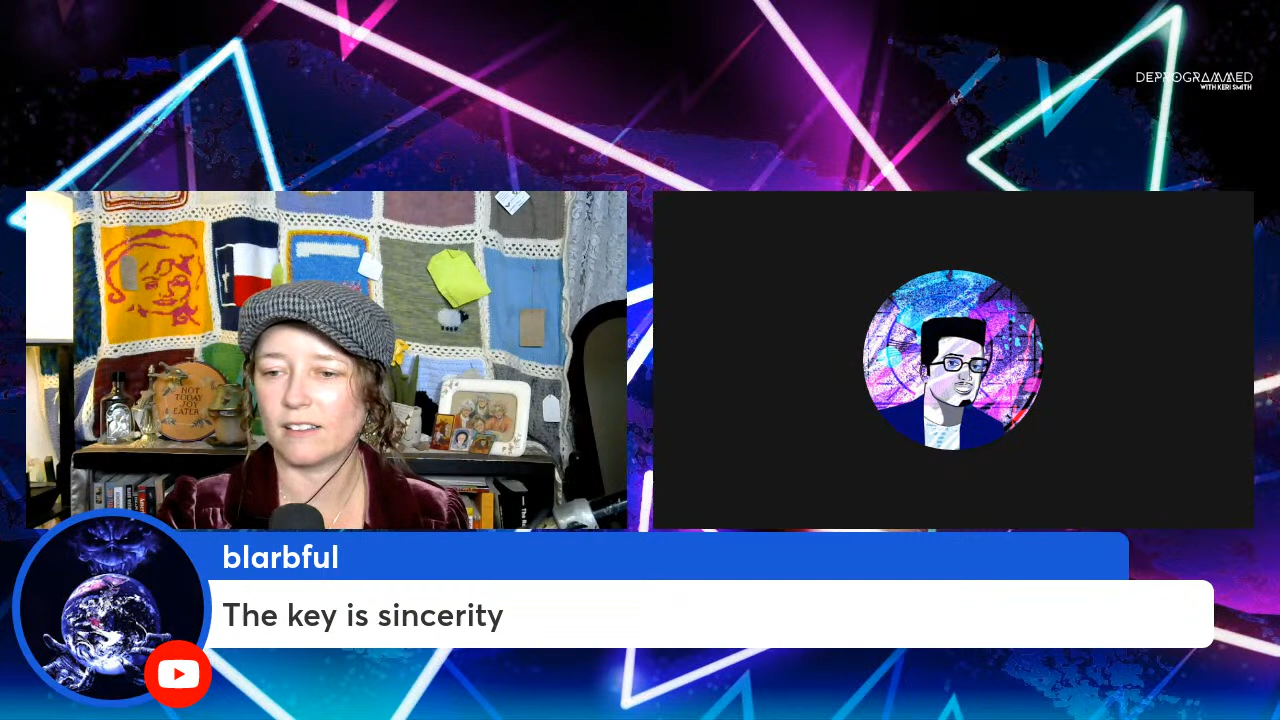 DEPROGRAMMED
WITH KERI SMITH
NOT
TODAY
JOY
EATER
blarbful
The key is sincerity